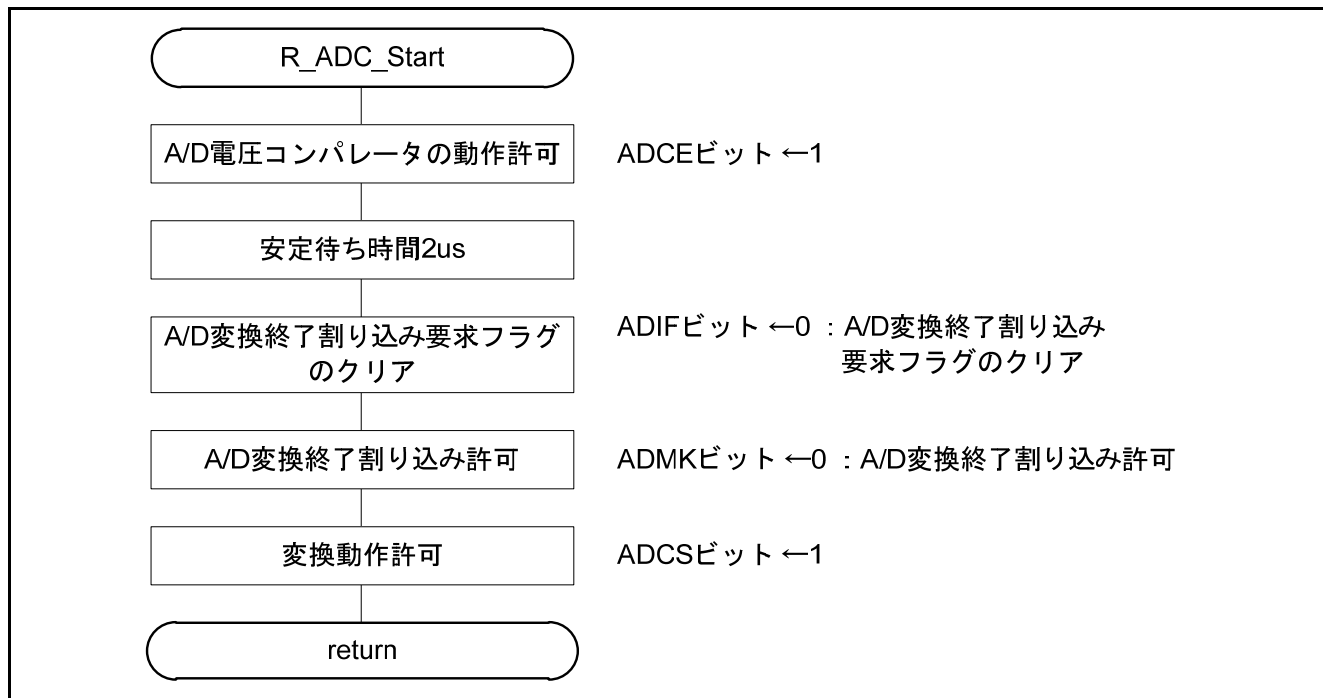 R_ADC_Start
A/D電圧コンパレータの動作許可
ADCEビット ←1
安定待ち時間2us
A/D変換終了割り込み要求フラグ
のクリア
ADIFビット ←0 : A/D変換終了割り込み
要求フラグのクリア
A/D変換終了割り込み許可
ADMKビット ←0 : A/D変換終了割り込み許可
変換動作許可
ADCSビット ←1
return